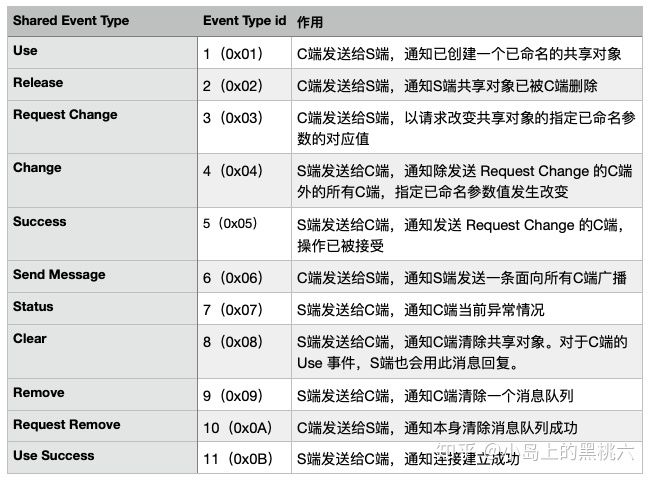 Shared Event Type Event Type id 作用
Use 1（0x01） C端发送给S端，通知已创建一个已命名的共享对象
Release 2（0x02） C端发送给S端，通知S端共享对象已被C端删除
Request Change 3（0x03） C端发送给S端，以请求改变共享对象的指定已命名参
数的对应值
Change 4（0x04） S端发送给C端，通知除发送 Request Change 的C端
外的所有C端，指定已命名参数值发生改变
Success 5（0x05） S端发送给C端，通知发送 Request Change 的C端，
操作已被接受
Send Message 6（0x06） C端发送给S端，通知S端发送一条面向所有C端广播
Status 7（0x07） S端发送给C端，通知C端当前异常情况
Clear 8（0x08） S端发送给C端，通知C端清除共享对象。对于C端的
Use 事件，S端也会用此消息回复。
Remove 9（0x09） S端发送给C端，通知C端清除一个消息队列
Request Remove 10（0x0A） C端发送给S端，通知本身清除消息队列成功
Use Success 11（0x0B） S端发送给C端，通知连接建立成功
知乎 @小岛上的黑桃六